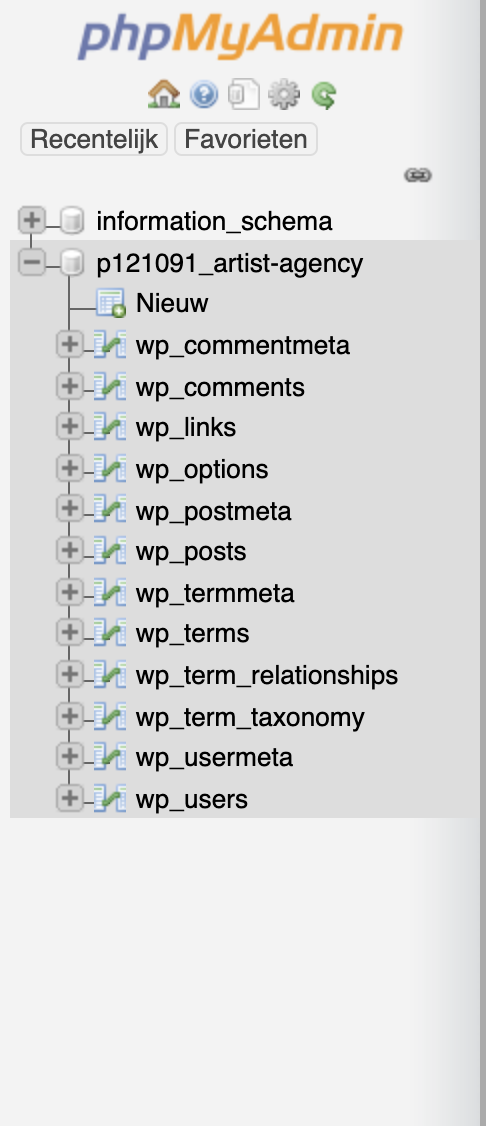 phpMyAdmin
Recentelijk Favorieten
information_schema
p121091_artist-agency
Nieuw
wp_commentmeta
wp_comments
wp_links
wp_options
wp_postmeta
wp_posts
wp_termmeta
wp_terms
wp_term_relationships
wp_term_taxonomy
wp_usermeta
wp_users